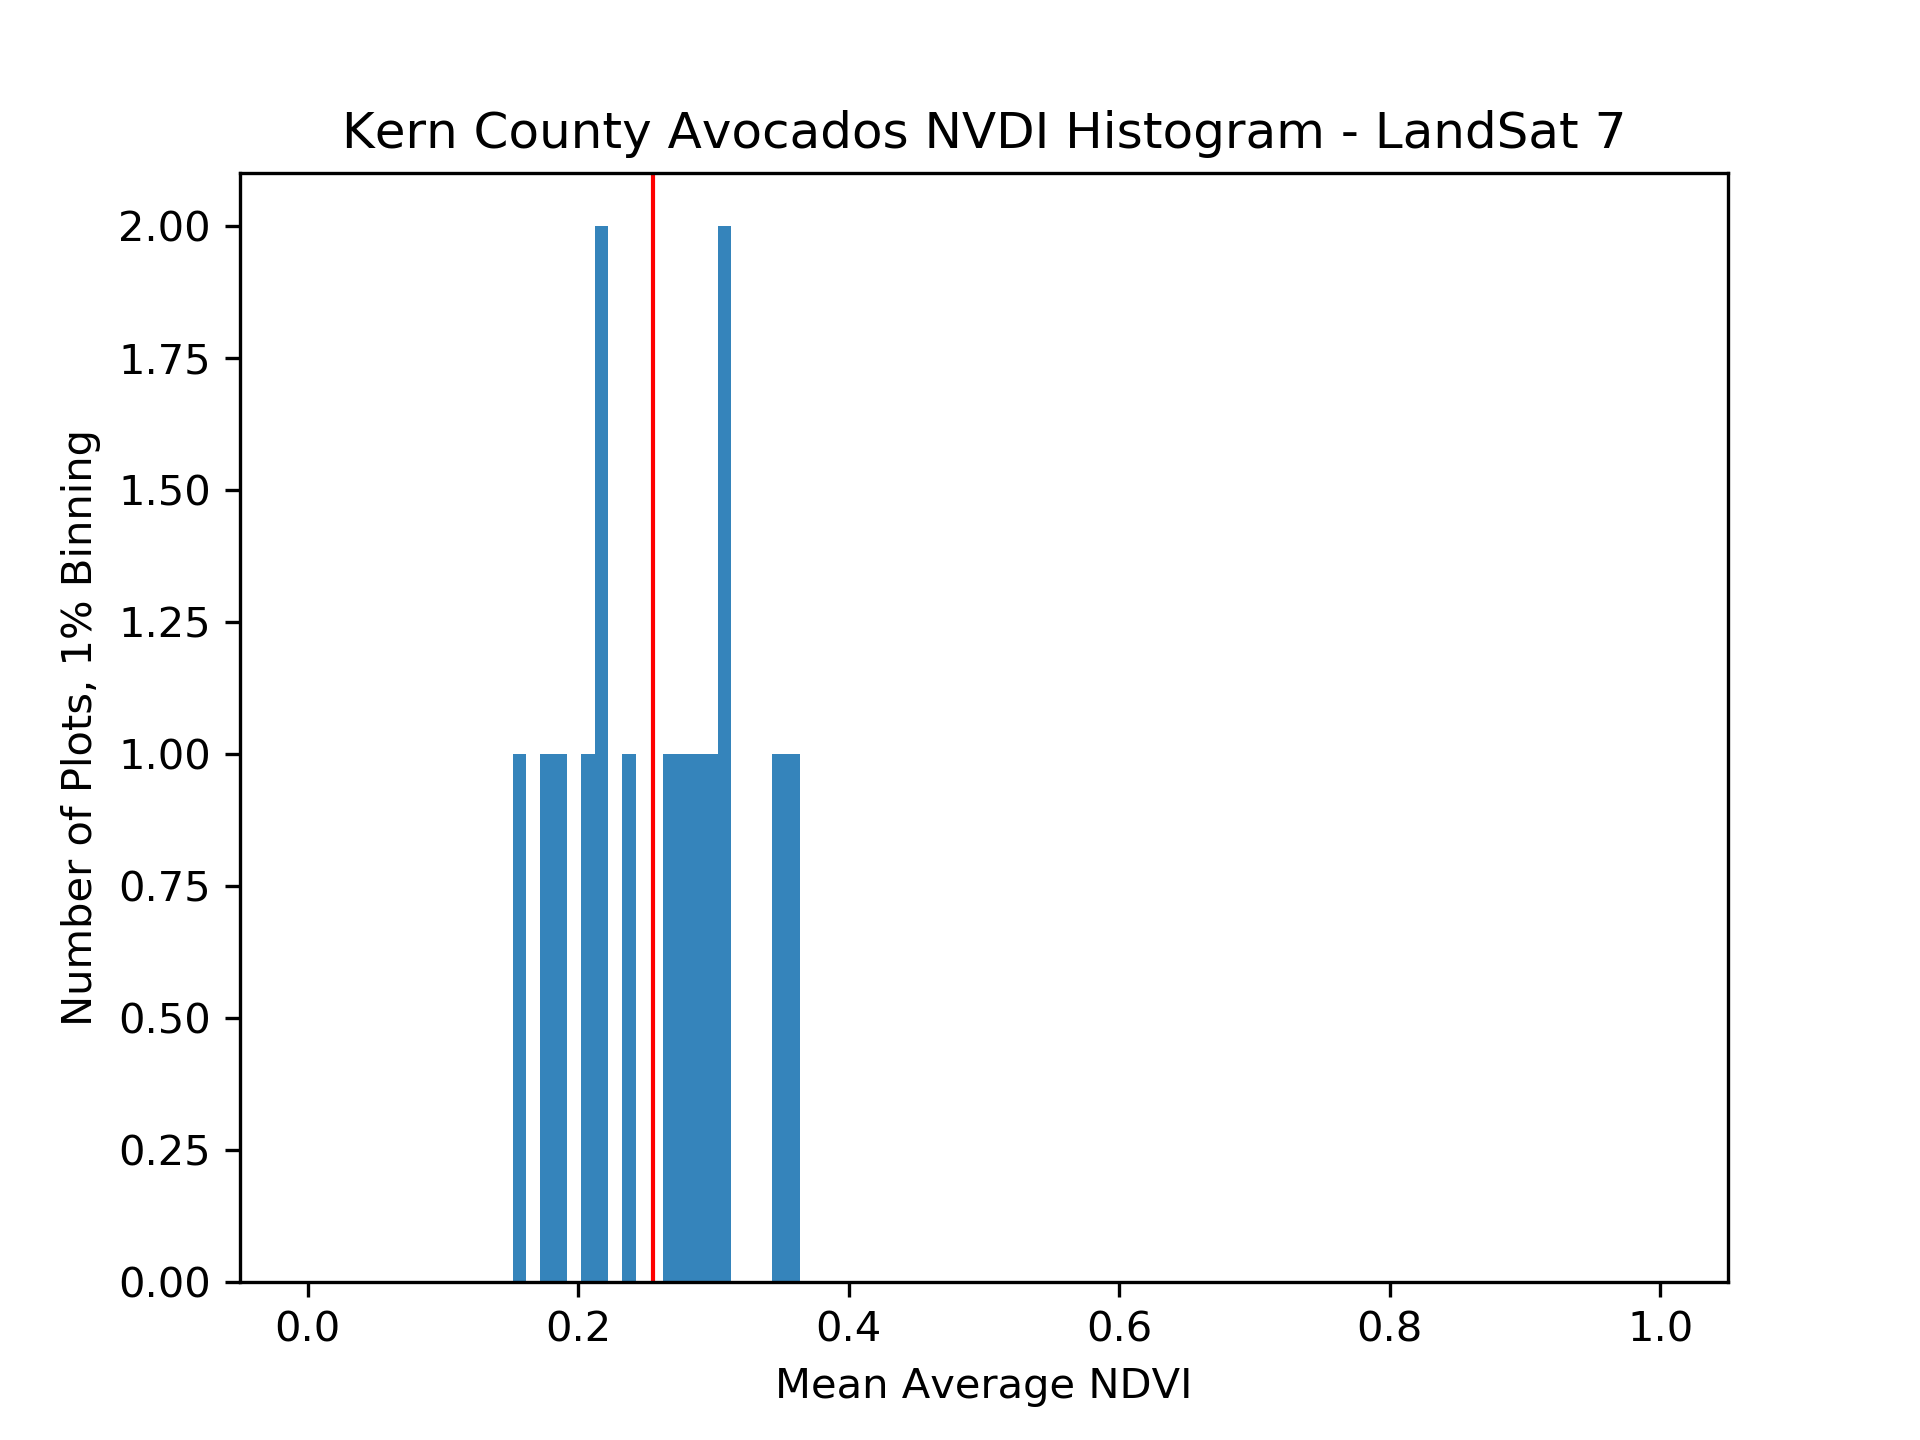 Kern County Avocados NVDI Histogram - LandSat 7
2.00
1.75
1.50
1.25
1.00
0.75
0.50
0.25
0.00
Number of Plots, 1% Binning
0.0 0.2 0.4 0.6 0.8 1.0
Mean Average NDVI